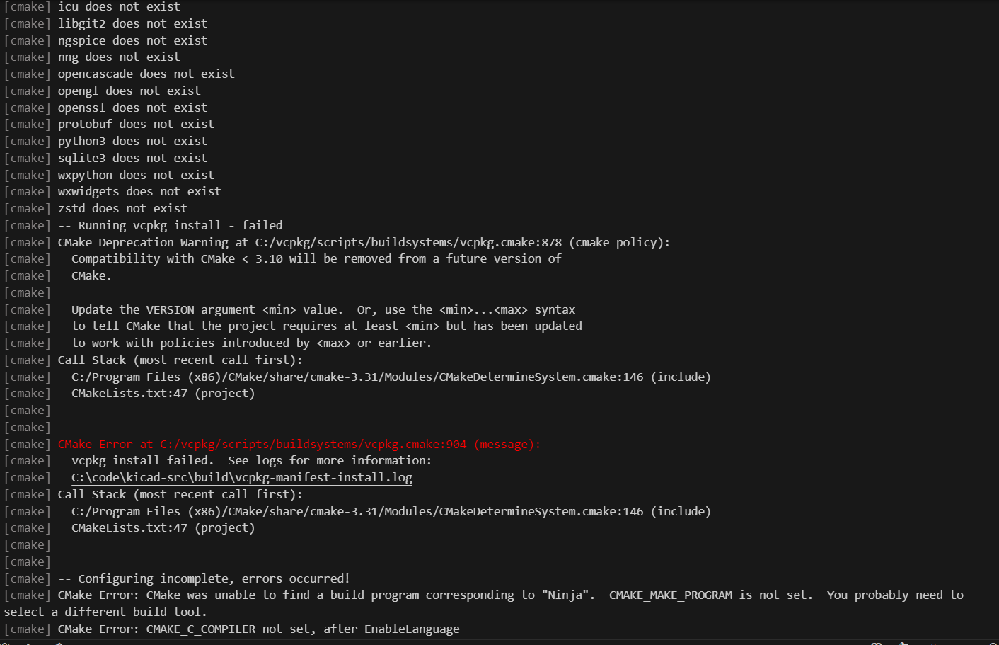 [cmake] icu does not exist
[cmake] libgit2 does not exist
[cmake] ngspice does not exist
[cmake] nng does not exist
[cmake] opencascade does not exist
[cmake] opengl does not exist
[cmake] openssl does not exist
[cmake] protobuf does not exist
[cmake] python3 does not exist
[cmake] sqlite3 does not exist
[cmake] wxpython does not exist
[cmake] wxwidgets does not exist
[cmake] zstd does not exist
[cmake] -- Running vcpkg install - failed
[cmake] CMake Deprecation Warning at C:/vcpkg/scripts/buildsystems/vcpkg.cmake:878 (cmake_policy):
[cmake]   Compatibility with CMake < 3.10 will be removed from a future version of
[cmake]   CMake.
[cmake]
[cmake]   Update the VERSION argument <min> value.  Or, use the <min>...<max> syntax
[cmake]   to tell CMake that the project requires at least <min> but has been updated
[cmake]   to work with policies introduced by <max> or earlier.
[cmake] Call Stack (most recent call first):
[cmake]   C:/Program Files (x86)/CMake/share/cmake-3.31/Modules/CMakeDetermineSystem.cmake:146 (include)
[cmake]   CMakeLists.txt:47 (project)
[cmake]
[cmake]
[cmake] CMake Error at C:/vcpkg/scripts/buildsystems/vcpkg.cmake:904 (message):
[cmake]   vcpkg install failed.  See logs for more information:
[cmake]   C:\code\kicad-src\build\vcpkg-manifest-install.log
[cmake] Call Stack (most recent call first):
[cmake]   C:/Program Files (x86)/CMake/share/cmake-3.31/Modules/CMakeDetermineSystem.cmake:146 (include)
[cmake]   CMakeLists.txt:47 (project)
[cmake]
[cmake]
[cmake] -- Configuring incomplete, errors occurred!
[cmake] CMake Error: CMake was unable to find a build program corresponding to "Ninja".  CMAKE_MAKE_PROGRAM is not set.  You probably need to
select a different build tool.
[cmake] CMake Error: CMAKE_C_COMPILER not set, after EnableLanguage